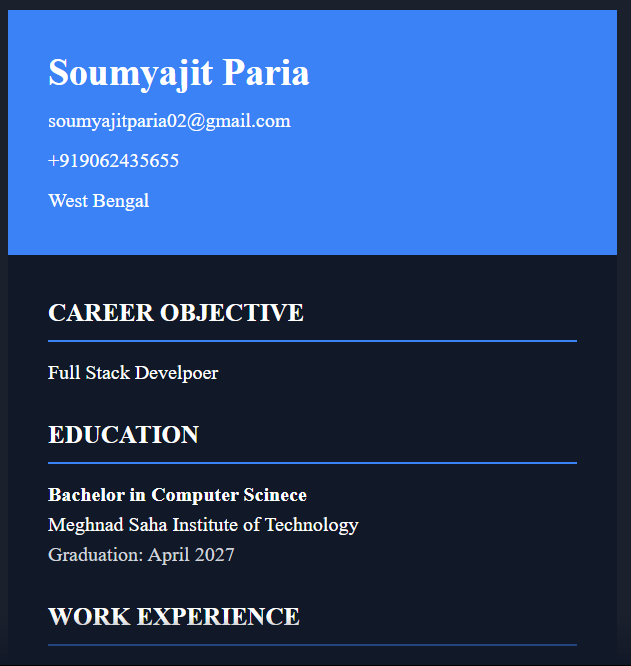 Soumyajit Paria
soumyajitparia02@gmail.com
+919062435655
West Bengal
CAREER OBJECTIVE
Full Stack Develpoer
EDUCATION
Bachelor in Computer Scinece
Meghnad Saha Institute of Technology
Graduation: April 2027
WORK EXPERIENCE